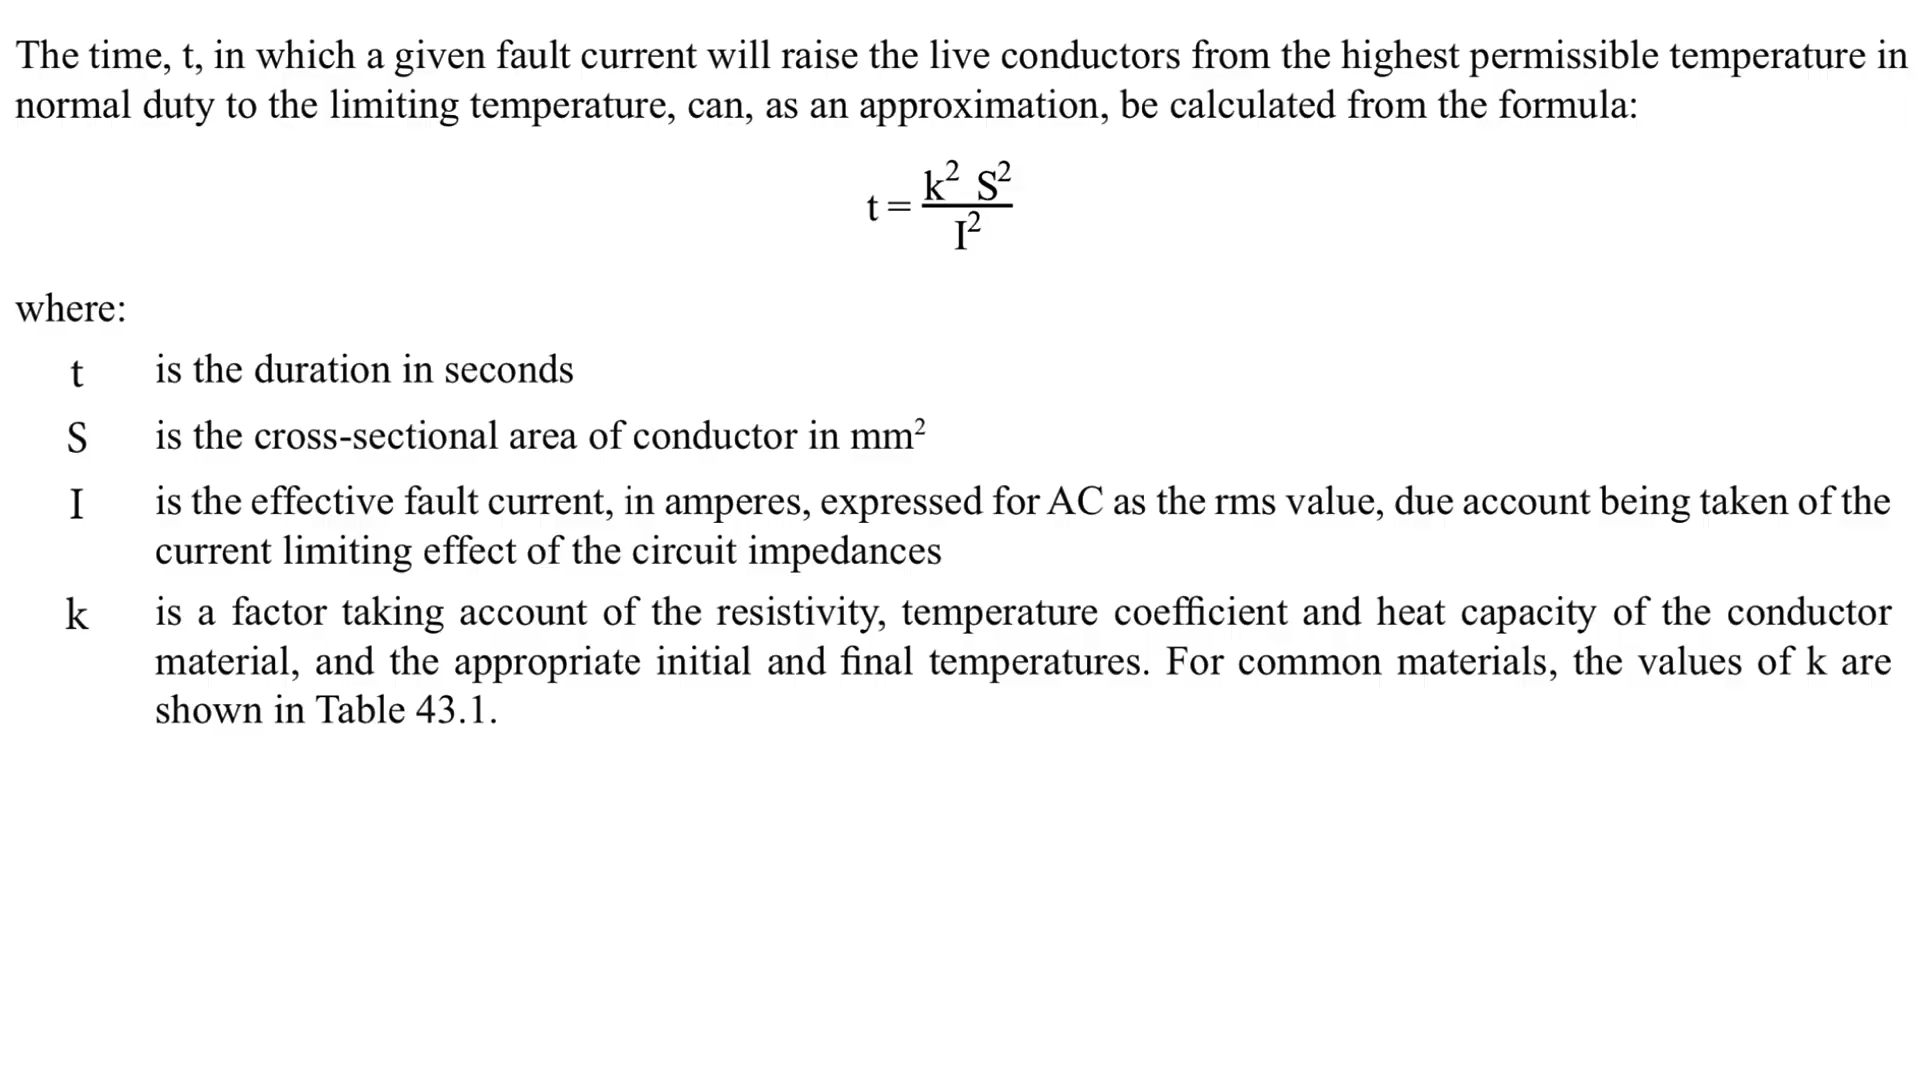 The time, t, in which a given fault current will raise the live conductors from the highest permissible temperature in
normal duty to the limiting temperature, can, as an approximation, be calculated from the formula:
t = k² S² / I²
where:
t is the duration in seconds
S is the cross-sectional area of conductor in mm²
I is the effective fault current, in amperes, expressed for AC as the rms value, due account being taken of the
current limiting effect of the circuit impedances
k is a factor taking account of the resistivity, temperature coefficient and heat capacity of the conductor
material, and the appropriate initial and final temperatures. For common materials, the values of k are
shown in Table 43.1.